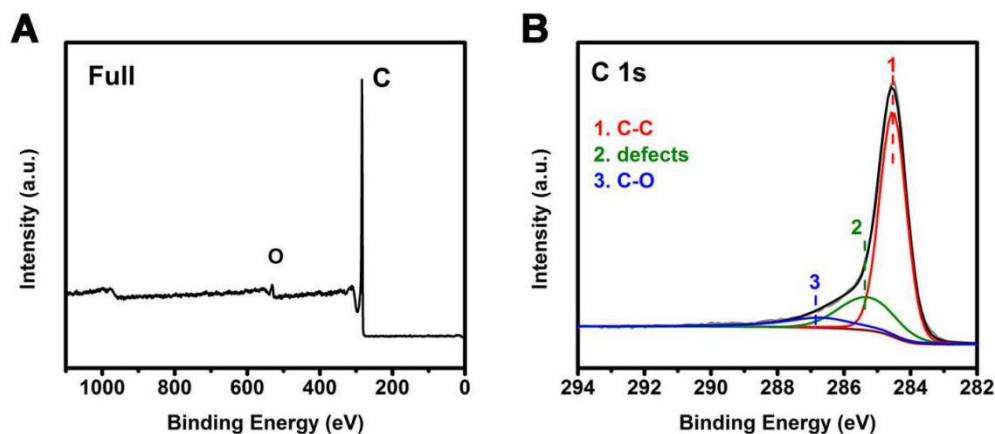 A
Full
C
O
Intensity (a.u.)
1000 800 600 400 200 0
Binding Energy (eV)
B
C 1s
1
1. C-C
2. defects
3. C-O
2
3
Intensity (a.u.)
294 292 290 288 286 284 282
Binding Energy (eV)